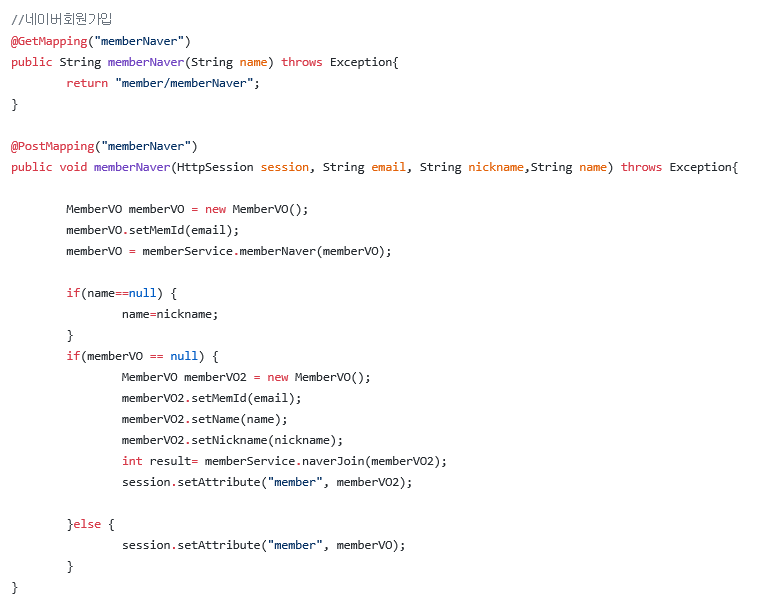 //네이버회원가입
@GetMapping("memberNaver")
public String memberNaver(String name) throws Exception{
return "member/memberNaver";
}
@PostMapping("memberNaver")
public void memberNaver(HttpSession session, String email, String nickname,String name) throws Exception{
MemberVO memberVO = new MemberVO();
memberVO.setMemId(email);
memberVO = memberService.memberNaver(memberVO);
if(name==null) {
name=nickname;
}
if(memberVO == null) {
MemberVO memberVO2 = new MemberVO();
memberVO2.setMemId(email);
memberVO2.setName(name);
memberVO2.setNickname(nickname);
int result= memberService.naverJoin(memberVO2);
session.setAttribute("member", memberVO2);
}else {
session.setAttribute("member", memberVO);
}
}